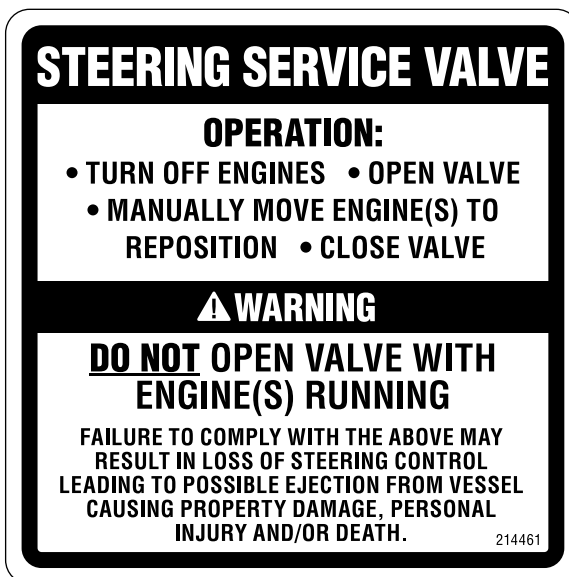 STEERING SERVICE VALVE
OPERATION:
• TURN OFF ENGINES • OPEN VALVE
• MANUALLY MOVE ENGINE(S) TO
REPOSITION • CLOSE VALVE
⚠WARNING
DO NOT OPEN VALVE WITH
ENGINE(S) RUNNING
FAILURE TO COMPLY WITH THE ABOVE MAY
RESULT IN LOSS OF STEERING CONTROL
LEADING TO POSSIBLE EJECTION FROM VESSEL
CAUSING PROPERTY DAMAGE, PERSONAL
INJURY AND/OR DEATH.
214461